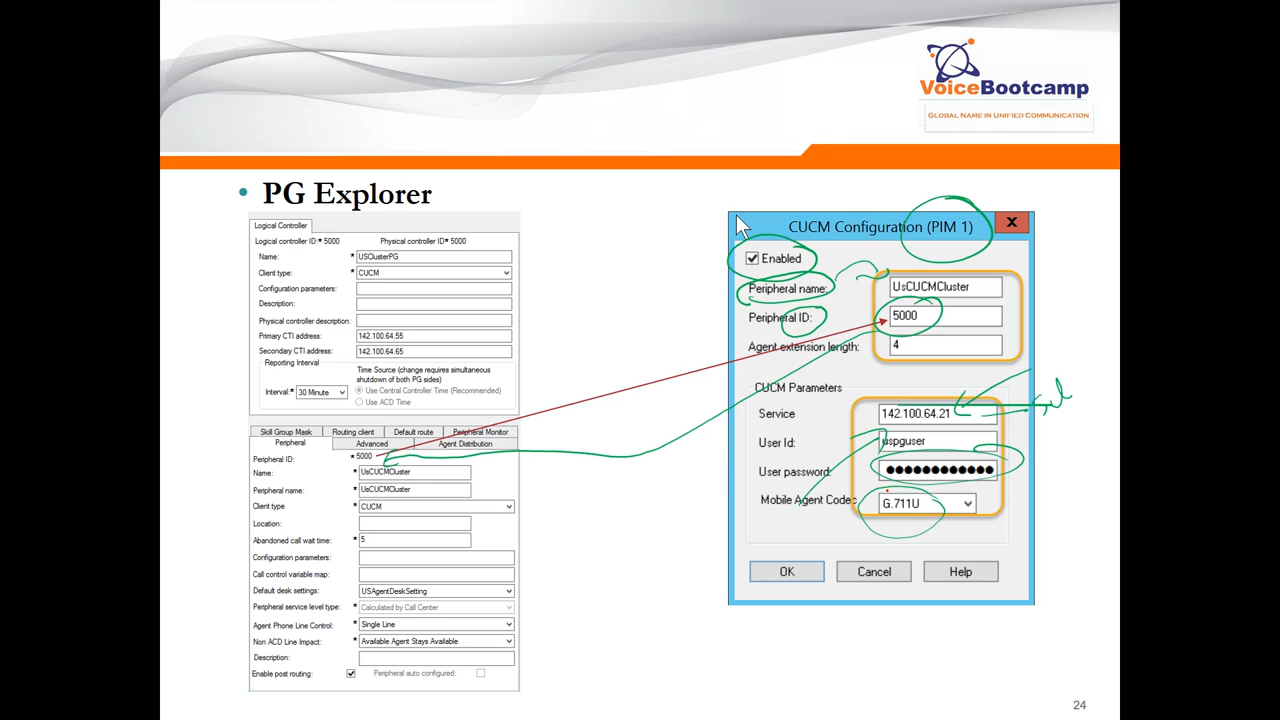 VoiceBootcamp
GLOBAL NAME IN UNIFIED COMMUNICATION
• PG Explorer
Logical Controller
Logical controller ID:* 5000 Physical controller ID* 5000
Name: * USClusterPG
Client type: * CUCM
Configuration parameters:
Description:
Physical controller description:
Primary CTI address: 142.100.64.55
Secondary CTI address: 142.100.64.65
Reporting Interval
Interval:* 30 Minute
Time Source (change requires simultaneous
shutdown of both PG sides)
Use Central Controller Time (Recommended)
Use ACD Time
Skill Group Mask Routing client Default route Peripheral Monitor
Peripheral Advanced Agent Distribution
Peripheral ID: * 5000
Name: * UsCUCMCluster
Peripheral name: * UsCUCMCluster
Client type * CUCM
Location:
Abandoned call wait time: * 5
Configuration parameters:
Call control variable map:
Default desk settings: USAgentDeskSetting
Peripheral service level type: * Calculated by Call Center
Agent Phone Line Control: * Single Line
Non ACD Line Impact: * Available Agent Stays Available
Description:
Enable post routing: Peripheral auto configured:
CUCM Configuration (PIM 1) X
Enabled
Peripheral name: UsCUCMCluster
Peripheral ID: 5000
Agent extension length: 4
CUCM Parameters
Service 142.100.64.21
User Id: uspguser
User password: ●●●●●●●●●●●●
Mobile Agent Codec G.711U
OK Cancel Help
24